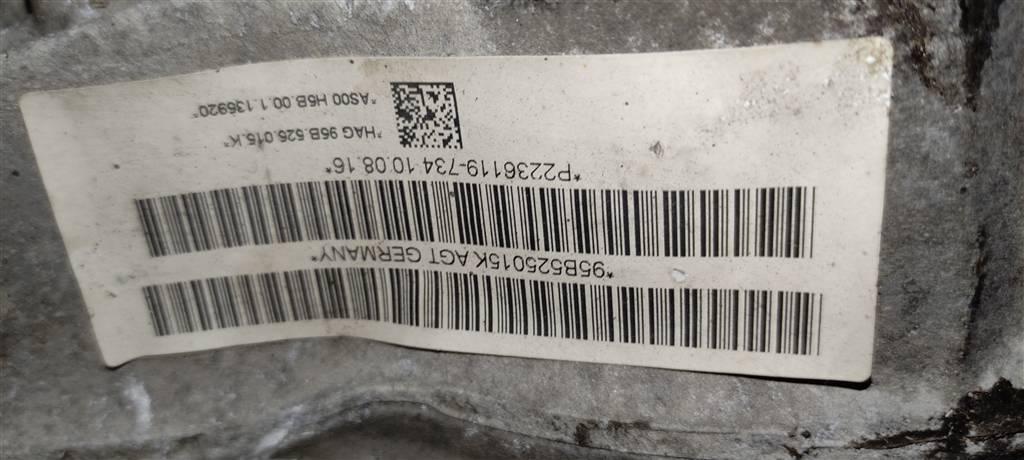 *95B525015K AGT GERMANY*
*P2236119-734 10.08.16*
*HAG 95B.525.015.K*
*AS00 H6B.00.1.136920*